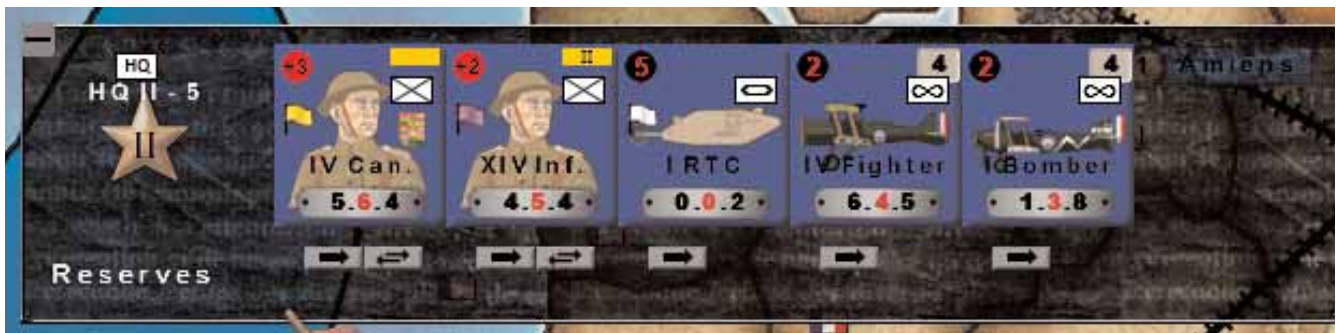 HQ
HQ II - 5
II
Reserves
-3
IV Can.
5-6-4
-2
II
XIV Inf.
4-5-4
5
I RTC
0-0-2
2
4
IV Fighter
6-4-5
2
4
I Bomber
1-3-8
1 Amiens